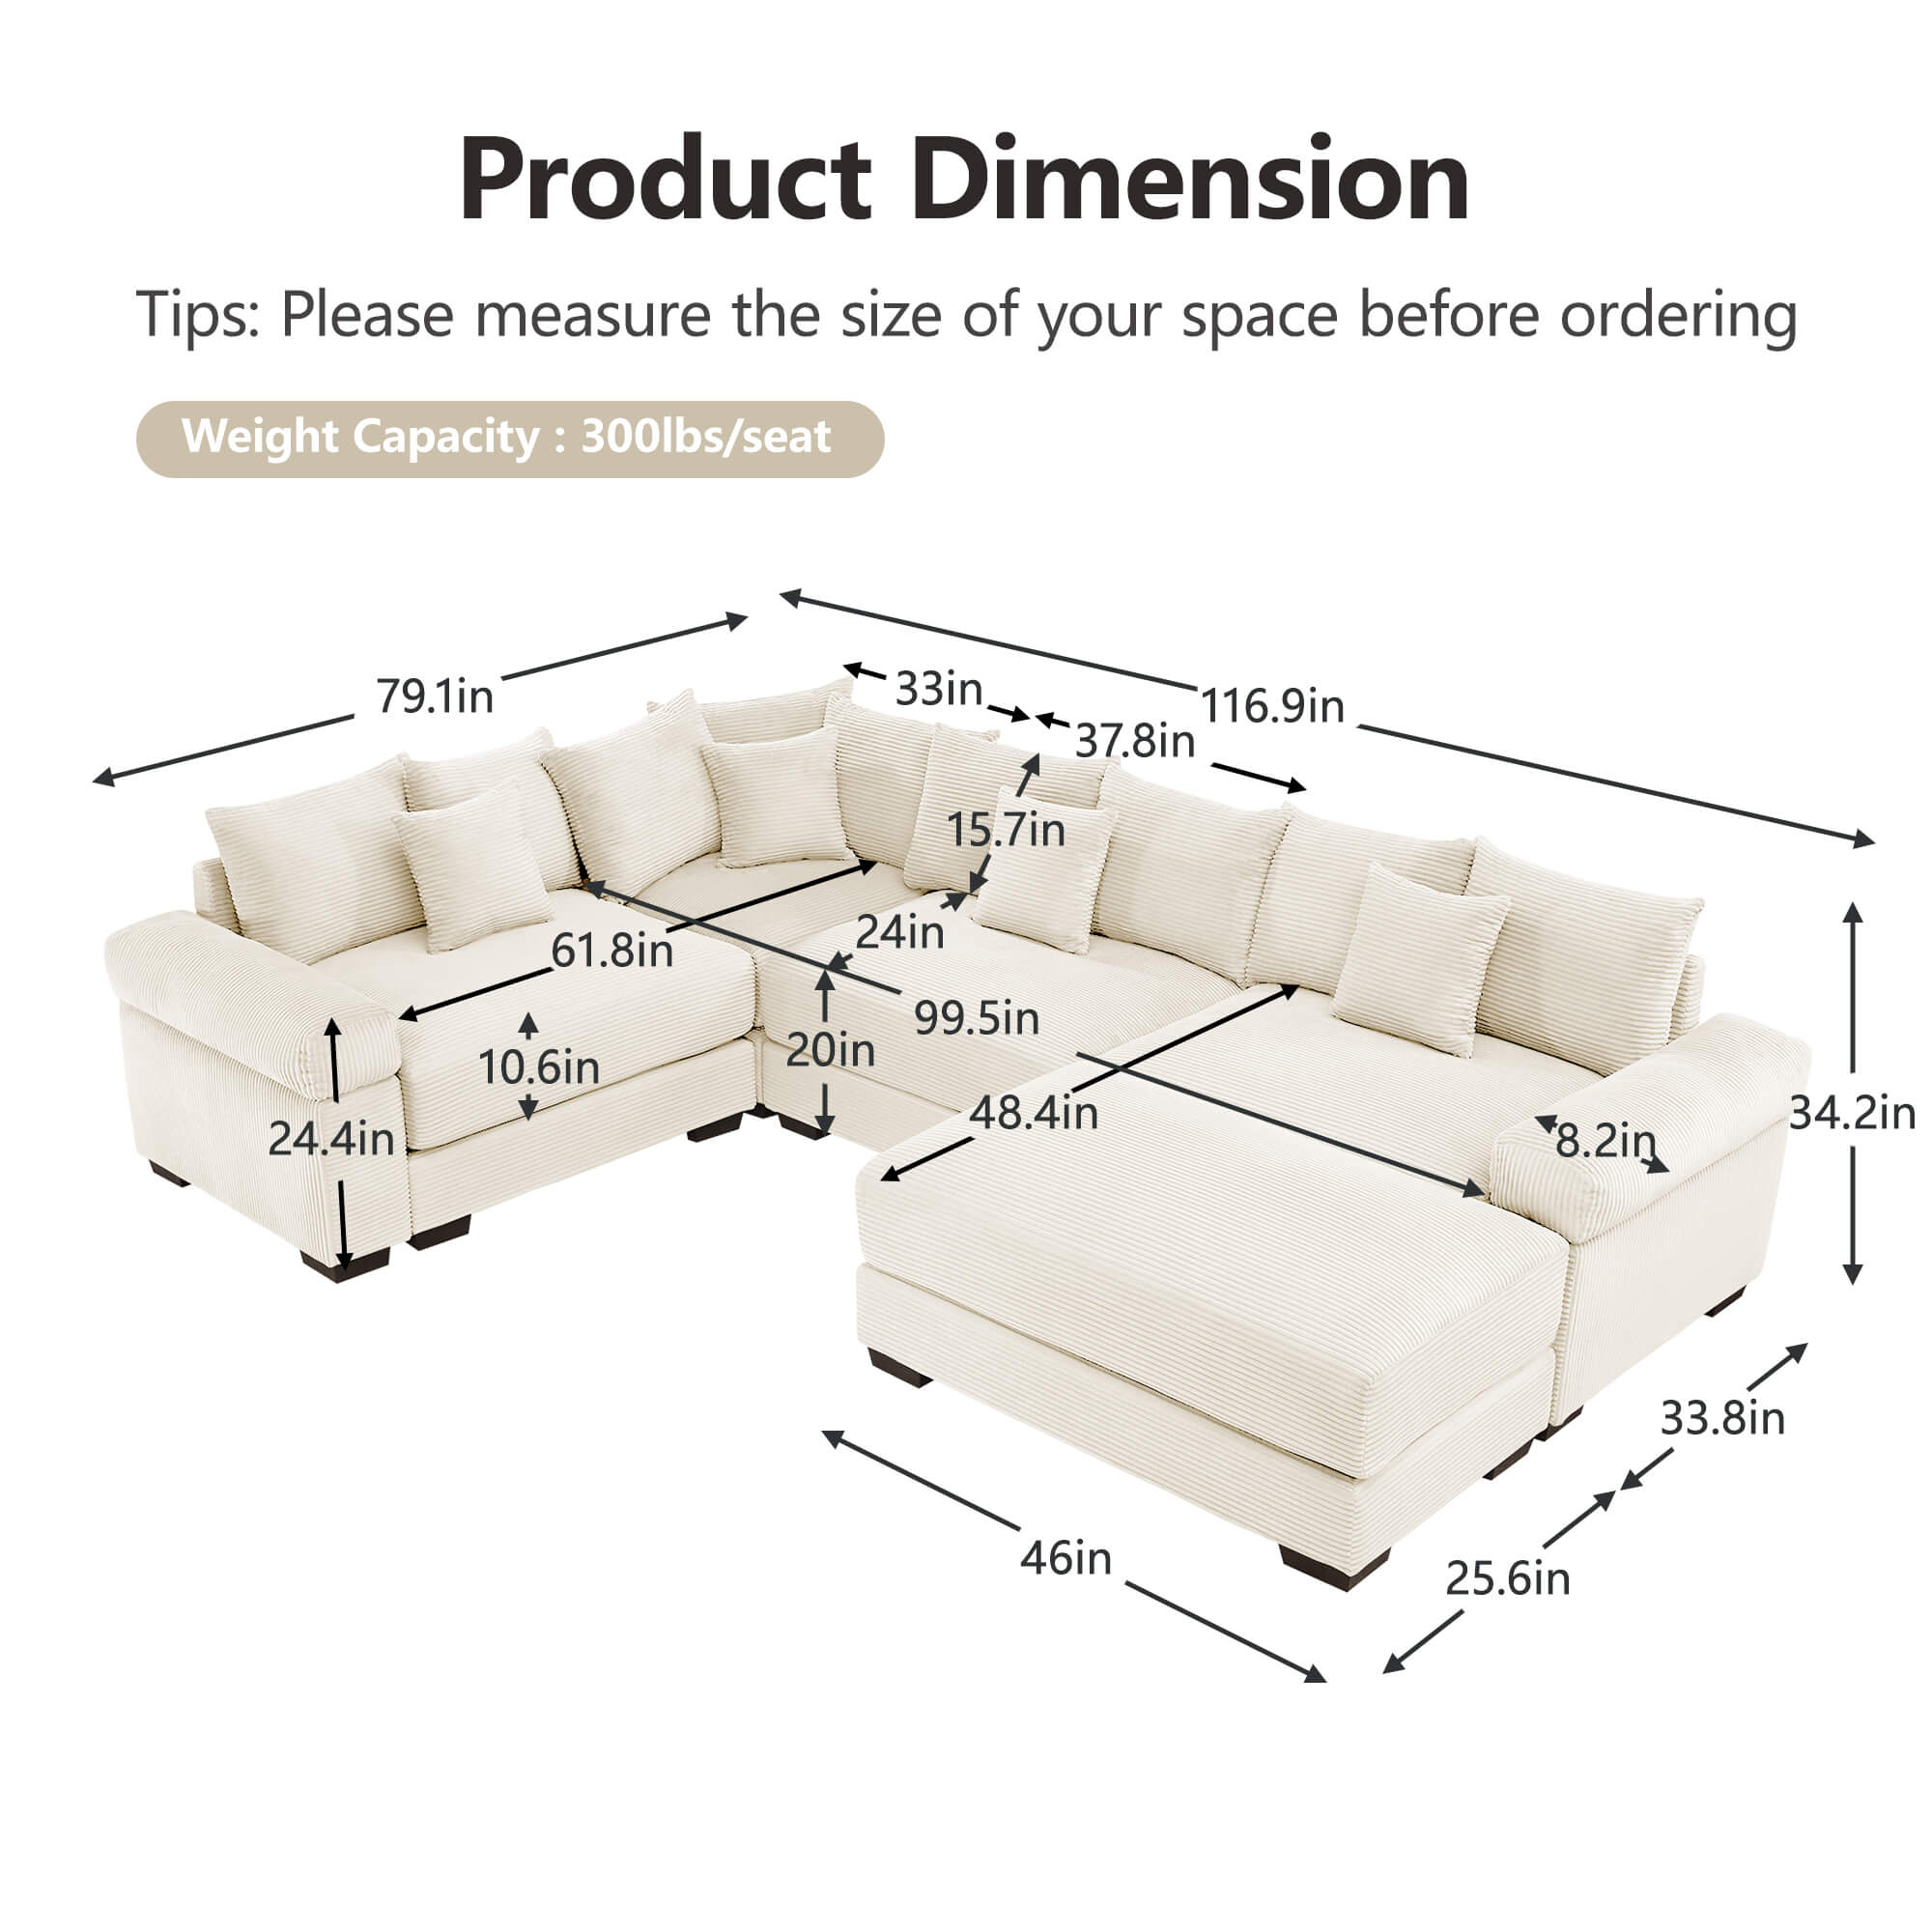 Product Dimension
Tips: Please measure the size of your space before ordering
Weight Capacity : 300lbs/seat
79.1in
33in
116.9in
37.8in
15.7in
24in
61.8in
99.5in
20in
10.6in
48.4in
24.4in
8.2in
34.2in
33.8in
46in
25.6in